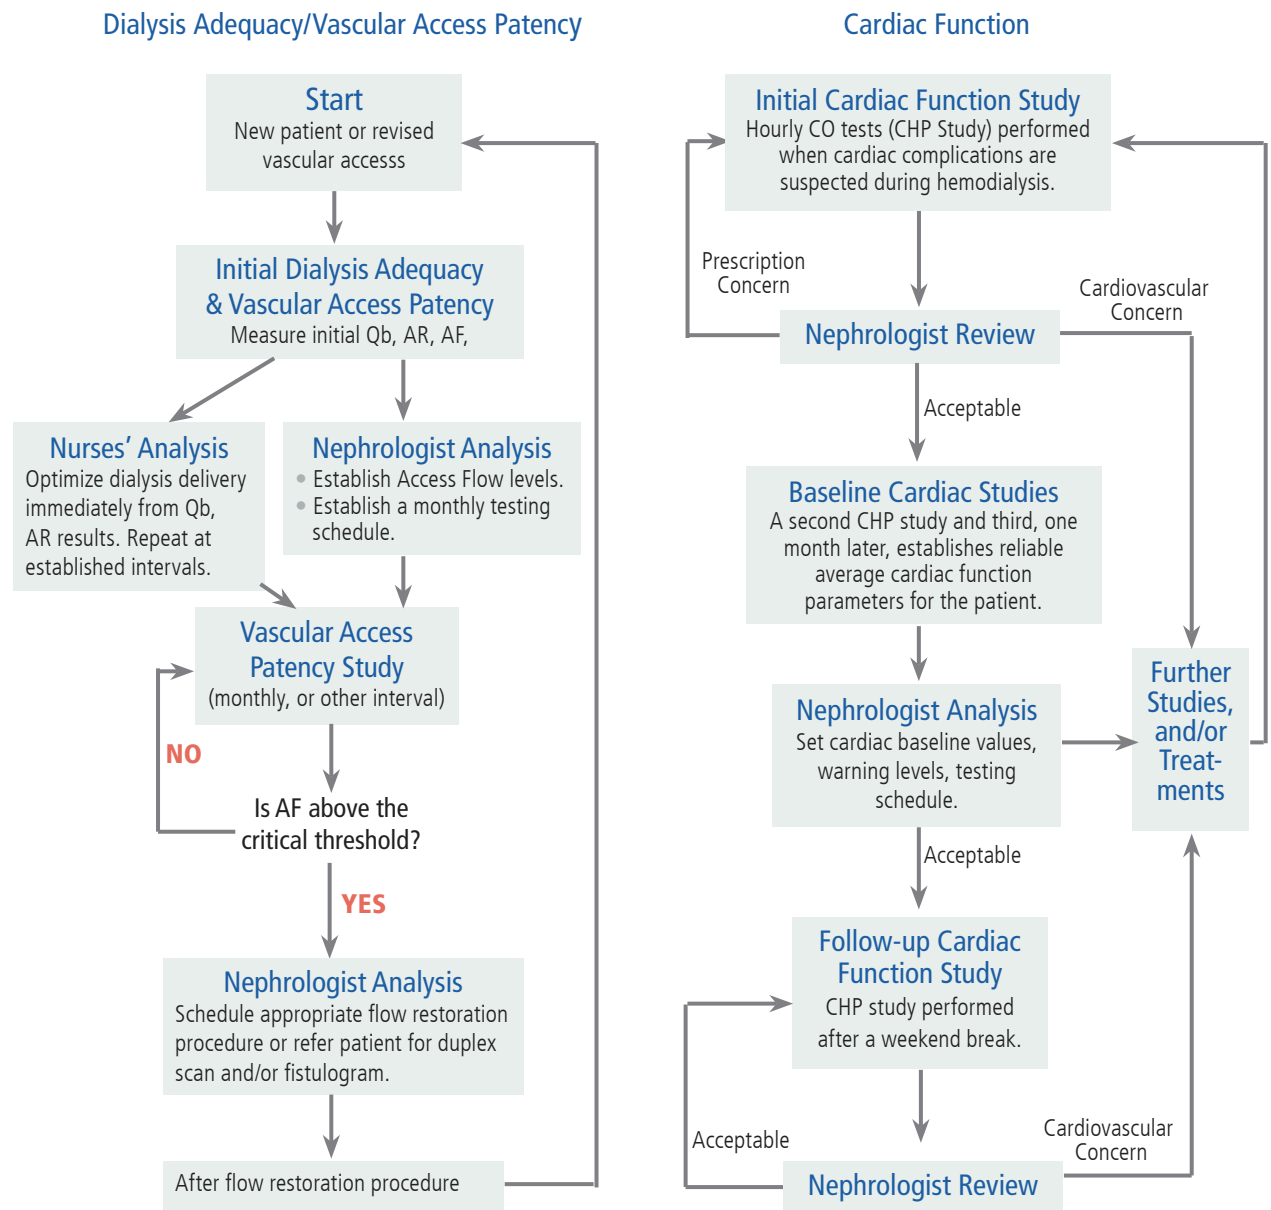 Dialysis Adequacy/Vascular Access Patency
Start
New patient or revised
vascular accesss
Initial Dialysis Adequacy
& Vascular Access Patency
Measure initial Qb, AR, AF,
Nurses’ Analysis
Optimize dialysis delivery
immediately from Qb,
AR results. Repeat at
established intervals.
Nephrologist Analysis
• Establish Access Flow levels.
• Establish a monthly testing
schedule.
Vascular Access
Patency Study
(monthly, or other interval)
NO
Is AF above the
critical threshold?
YES
Nephrologist Analysis
Schedule appropriate flow restoration
procedure or refer patient for duplex
scan and/or fistulogram.
After flow restoration procedure
Cardiac Function
Initial Cardiac Function Study
Hourly CO tests (CHP Study) performed
when cardiac complications are
suspected during hemodialysis.
Prescription
Concern
Cardiovascular
Concern
Nephrologist Review
Acceptable
Baseline Cardiac Studies
A second CHP study and third, one
month later, establishes reliable
average cardiac function
parameters for the patient.
Nephrologist Analysis
Set cardiac baseline values,
warning levels, testing
schedule.
Further
Studies,
and/or
Treat-
ments
Acceptable
Follow-up Cardiac
Function Study
CHP study performed
after a weekend break.
Acceptable
Cardiovascular
Concern
Nephrologist Review